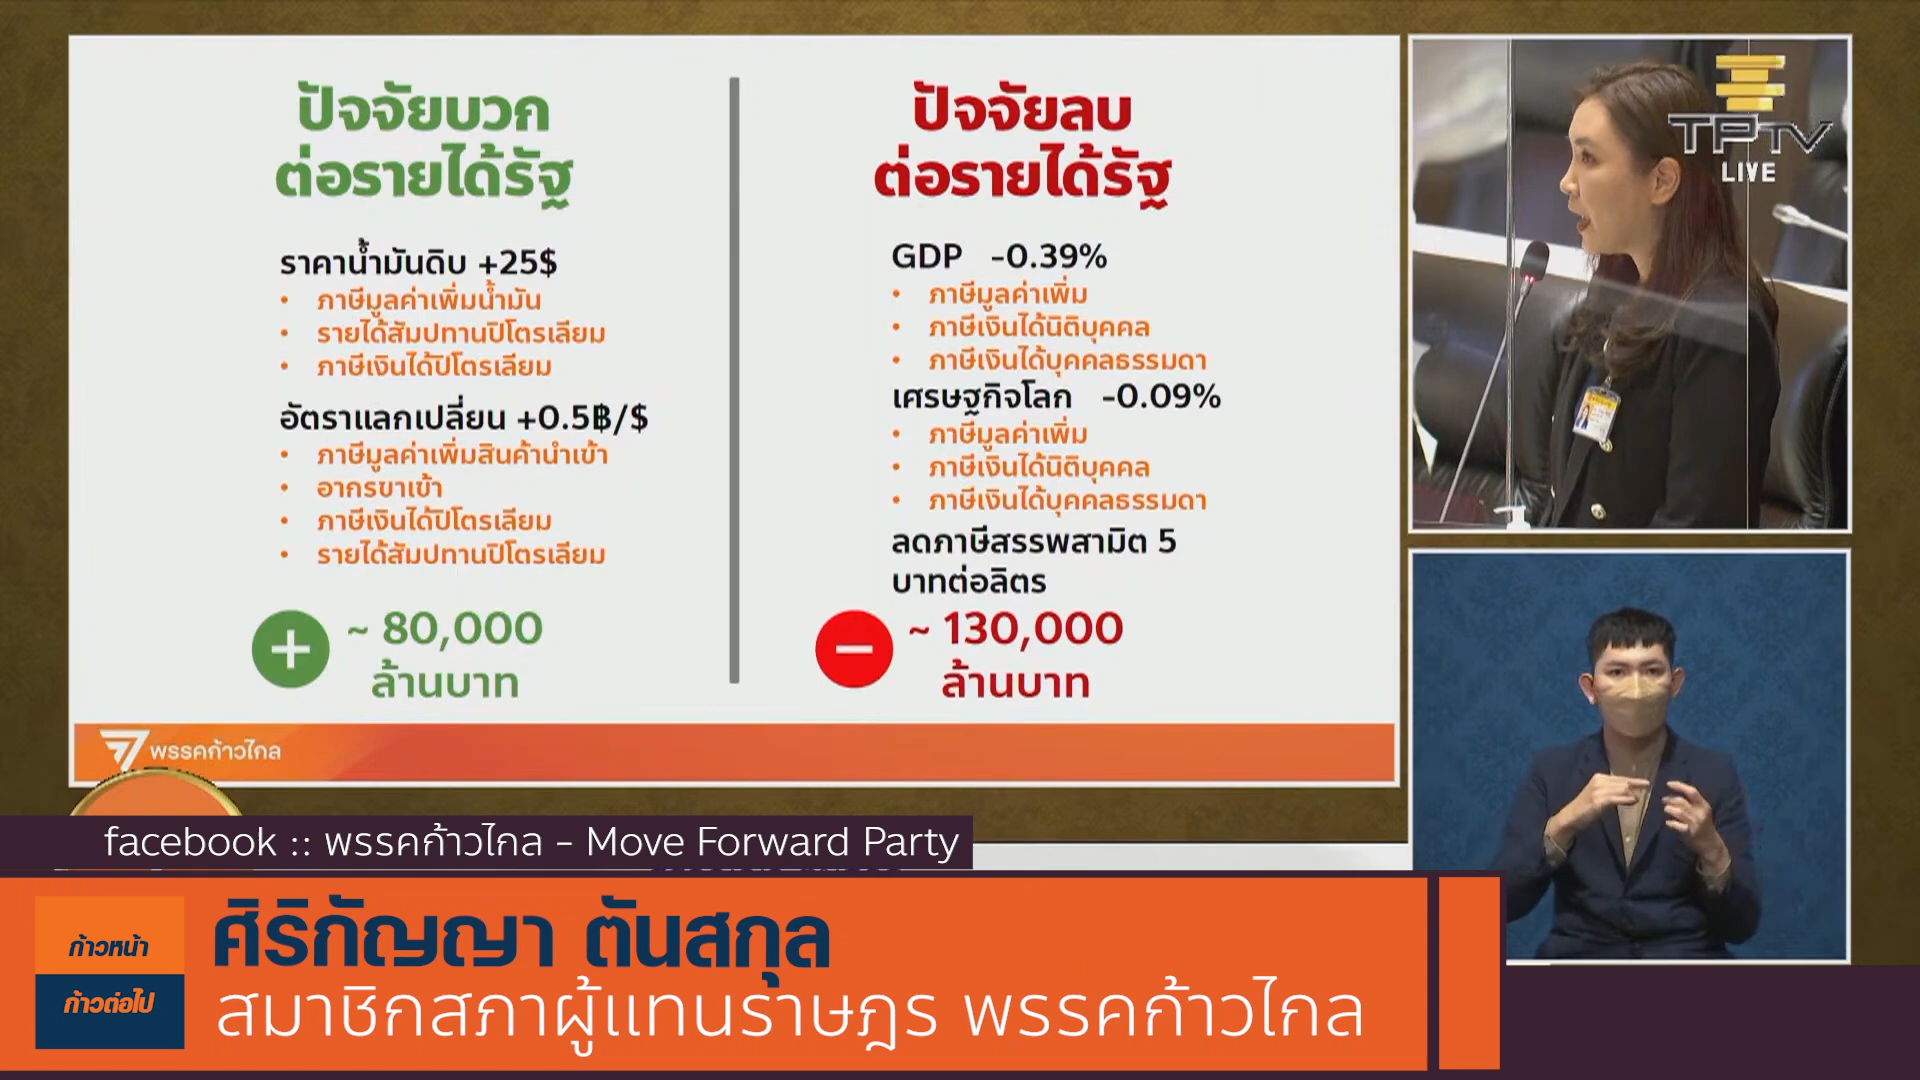 ปัจจัยบวก
ต่อรายได้รัฐ
ราคาน้ำมันดิบ +25$
• ภาษีมูลค่าเพิ่มน้ำมัน
• รายได้สัมปทานปิโตรเลียม
• ภาษีเงินได้ปิโตรเลียม
อัตราแลกเปลี่ยน +0.5฿/$
• ภาษีมูลค่าเพิ่มสินค้านำเข้า
• อากรขาเข้า
• ภาษีเงินได้ปิโตรเลียม
• รายได้สัมปทานปิโตรเลียม
~ 80,000
ล้านบาท
ปัจจัยลบ
ต่อรายได้รัฐ
GDP -0.39%
• ภาษีมูลค่าเพิ่ม
• ภาษีเงินได้นิติบุคคล
• ภาษีเงินได้บุคคลธรรมดา
เศรษฐกิจโลก -0.09%
• ภาษีมูลค่าเพิ่ม
• ภาษีเงินได้นิติบุคคล
• ภาษีเงินได้บุคคลธรรมดา
ลดภาษีสรรพสามิต 5
บาทต่อลิตร
~ 130,000
ล้านบาท
พรรคก้าวไกล
TPTV
LIVE
facebook :: พรรคก้าวไกล - Move Forward Party
ก้าวหน้า
ก้าวต่อไป
ศิริกัญญา ตันสกุล
สมาชิกสภาผู้แทนราษฎร พรรคก้าวไกล